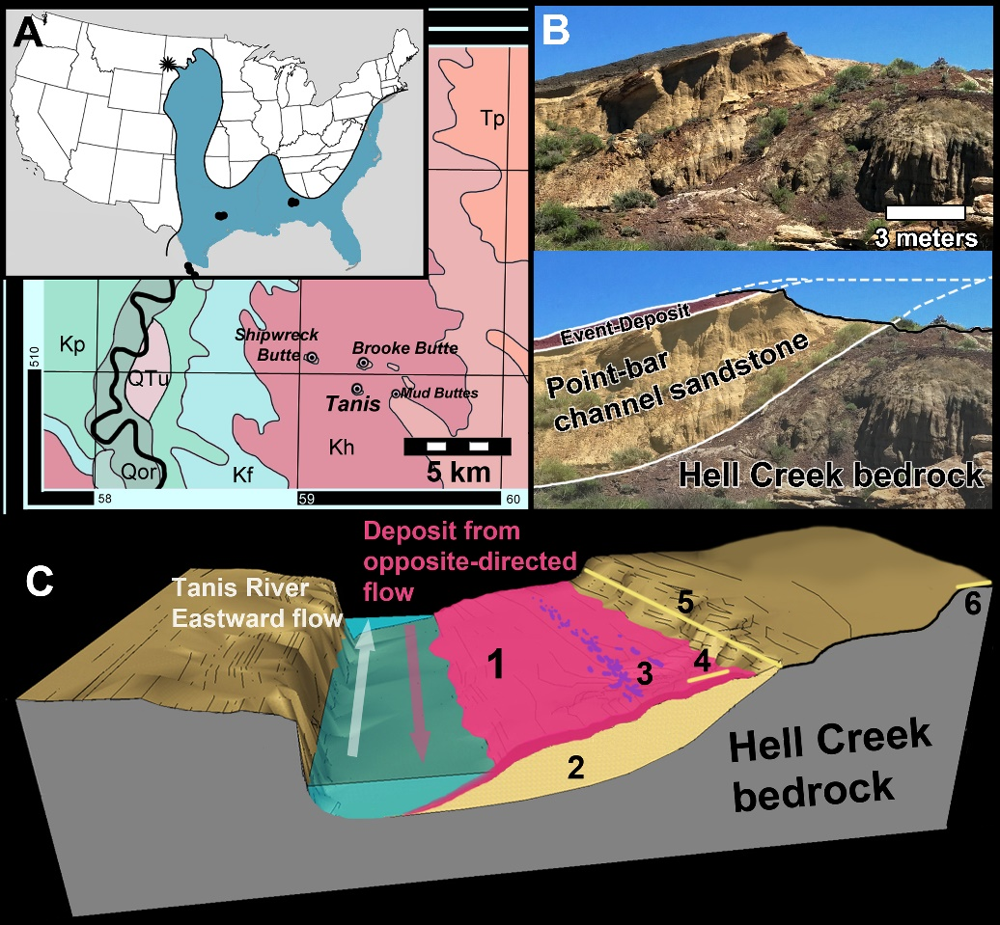 A
Tp
510
Kp
QTu
Qor
Kf
Shipwreck
Butte
Brooke Butte
Tanis
Mud Buttes
Kh
5 km
58
59
60
B
3 meters
Event-Deposit
Point-bar
channel sandstone
Hell Creek bedrock
C
Tanis River
Eastward flow
Deposit from
opposite-directed
flow
1
2
3
4
5
6
Hell Creek
bedrock